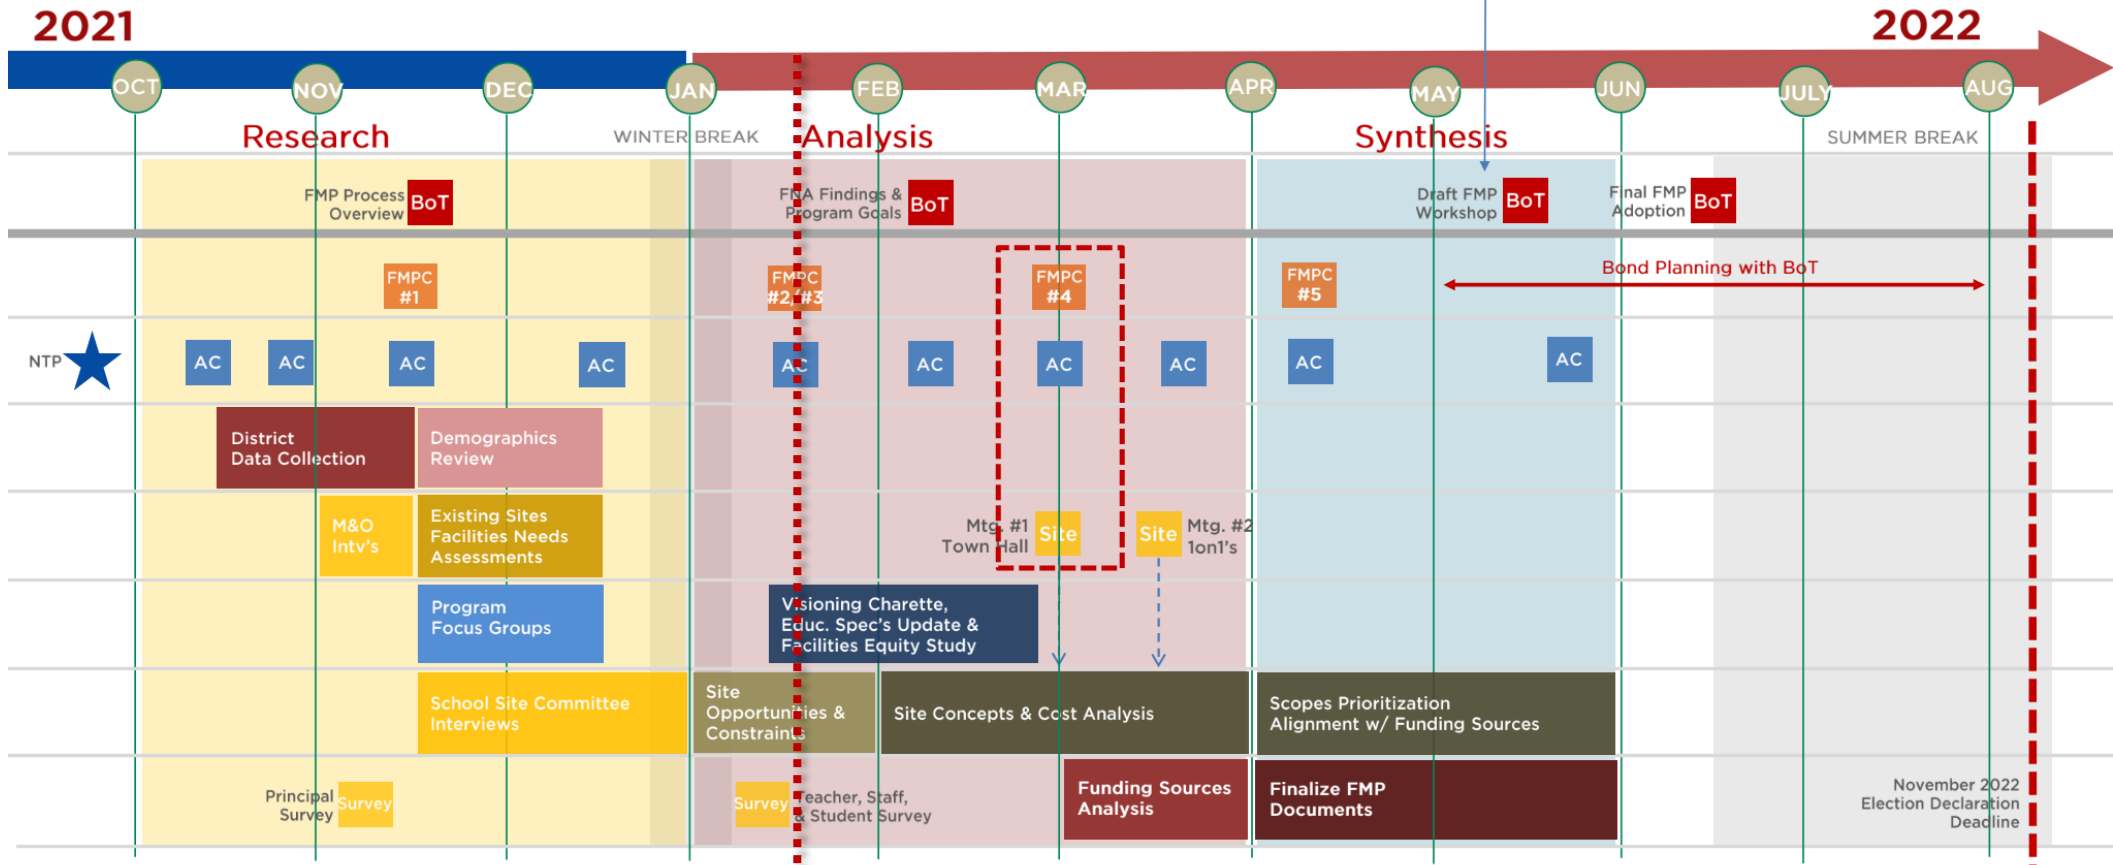 2021
2022
OCT
NOV
DEC
JAN
FEB
MAR
APR
MAY
JUN
JULY
AUG
Research
WINTER BREAK
Analysis
Synthesis
SUMMER BREAK
FMP Process
Overview
BoT
FNA Findings &
Program Goals
BoT
Draft FMP
Workshop
BoT
Final FMP
Adoption
BoT
FMPC
#1
FMPC
#2/#3
FMPC
#4
FMPC
#5
Bond Planning with BoT
NTP
AC
AC
AC
AC
AC
AC
AC
AC
AC
AC
District
Data Collection
Demographics
Review
M&O
Intv's
Existing Sites
Facilities Needs
Assessments
Mtg. #1
Town Hall
Site
Site
Mtg. #2
1on1's
Program
Focus Groups
Visioning Charette,
Educ. Spec's Update &
Facilities Equity Study
School Site Committee
Interviews
Site
Opportunities &
Constraints
Site Concepts & Cost Analysis
Scopes Prioritization
Alignment w/ Funding Sources
Principal
Survey
Survey
Survey
Teacher, Staff,
& Student Survey
Funding Sources
Analysis
Finalize FMP
Documents
November 2022
Election Declaration
Deadline